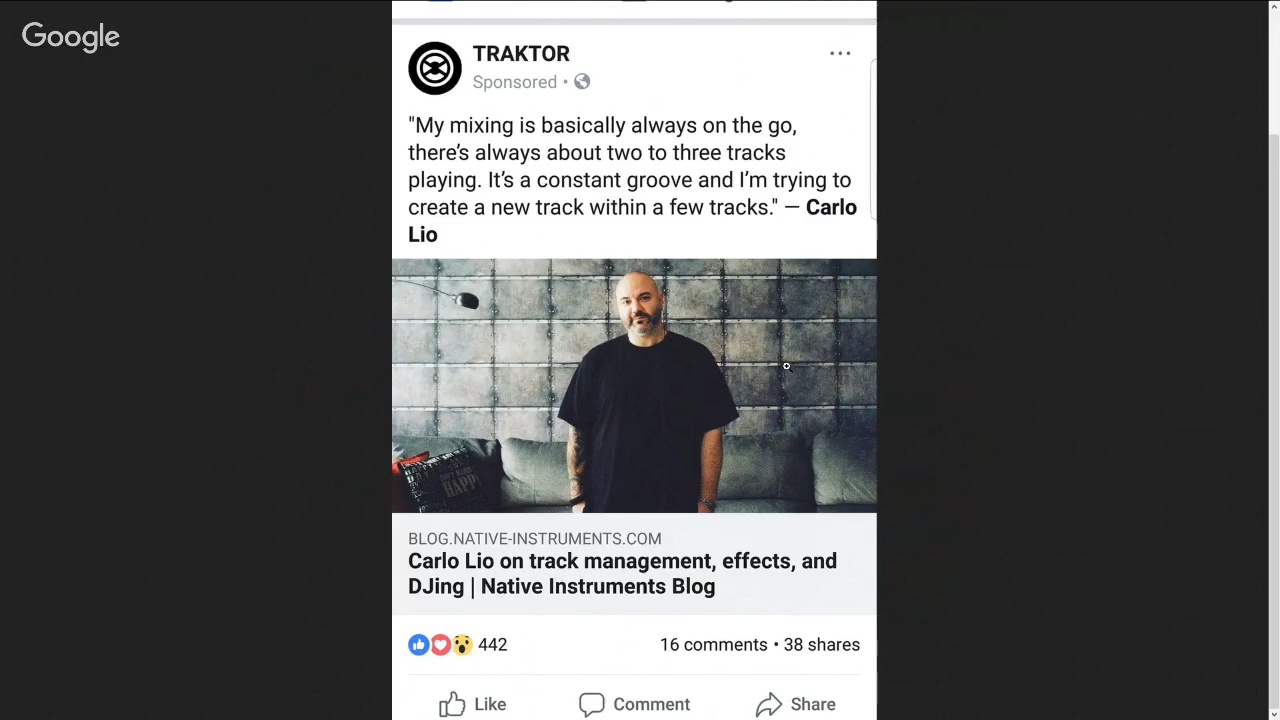 Google
TRAKTOR
Sponsored •
"My mixing is basically always on the go,
there's always about two to three tracks
playing. It's a constant groove and I'm trying to
create a new track within a few tracks." — Carlo
Lio
HAPPY
BLOG.NATIVE-INSTRUMENTS.COM
Carlo Lio on track management, effects, and
DJing | Native Instruments Blog
442
16 comments • 38 shares
Like
Comment
Share